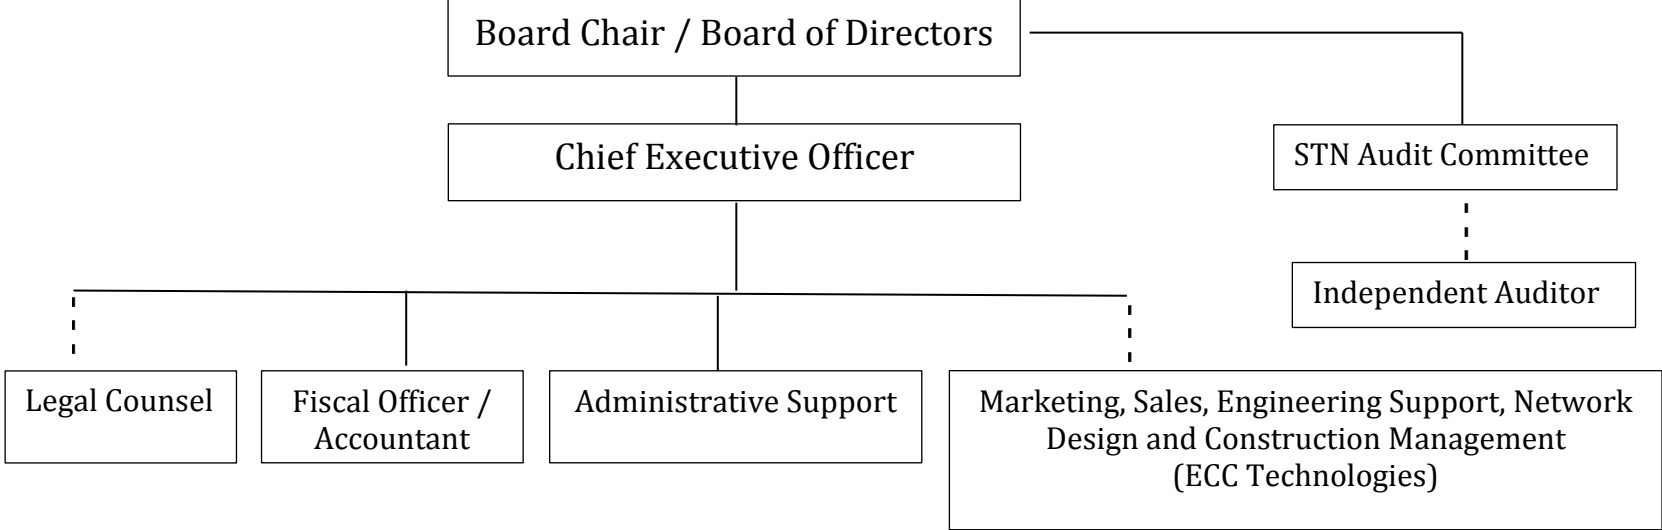 Board Chair / Board of Directors
Chief Executive Officer
STN Audit Committee
Independent Auditor
Legal Counsel
Fiscal Officer /
Accountant
Administrative Support
Marketing, Sales, Engineering Support, Network
Design and Construction Management
(ECC Technologies)